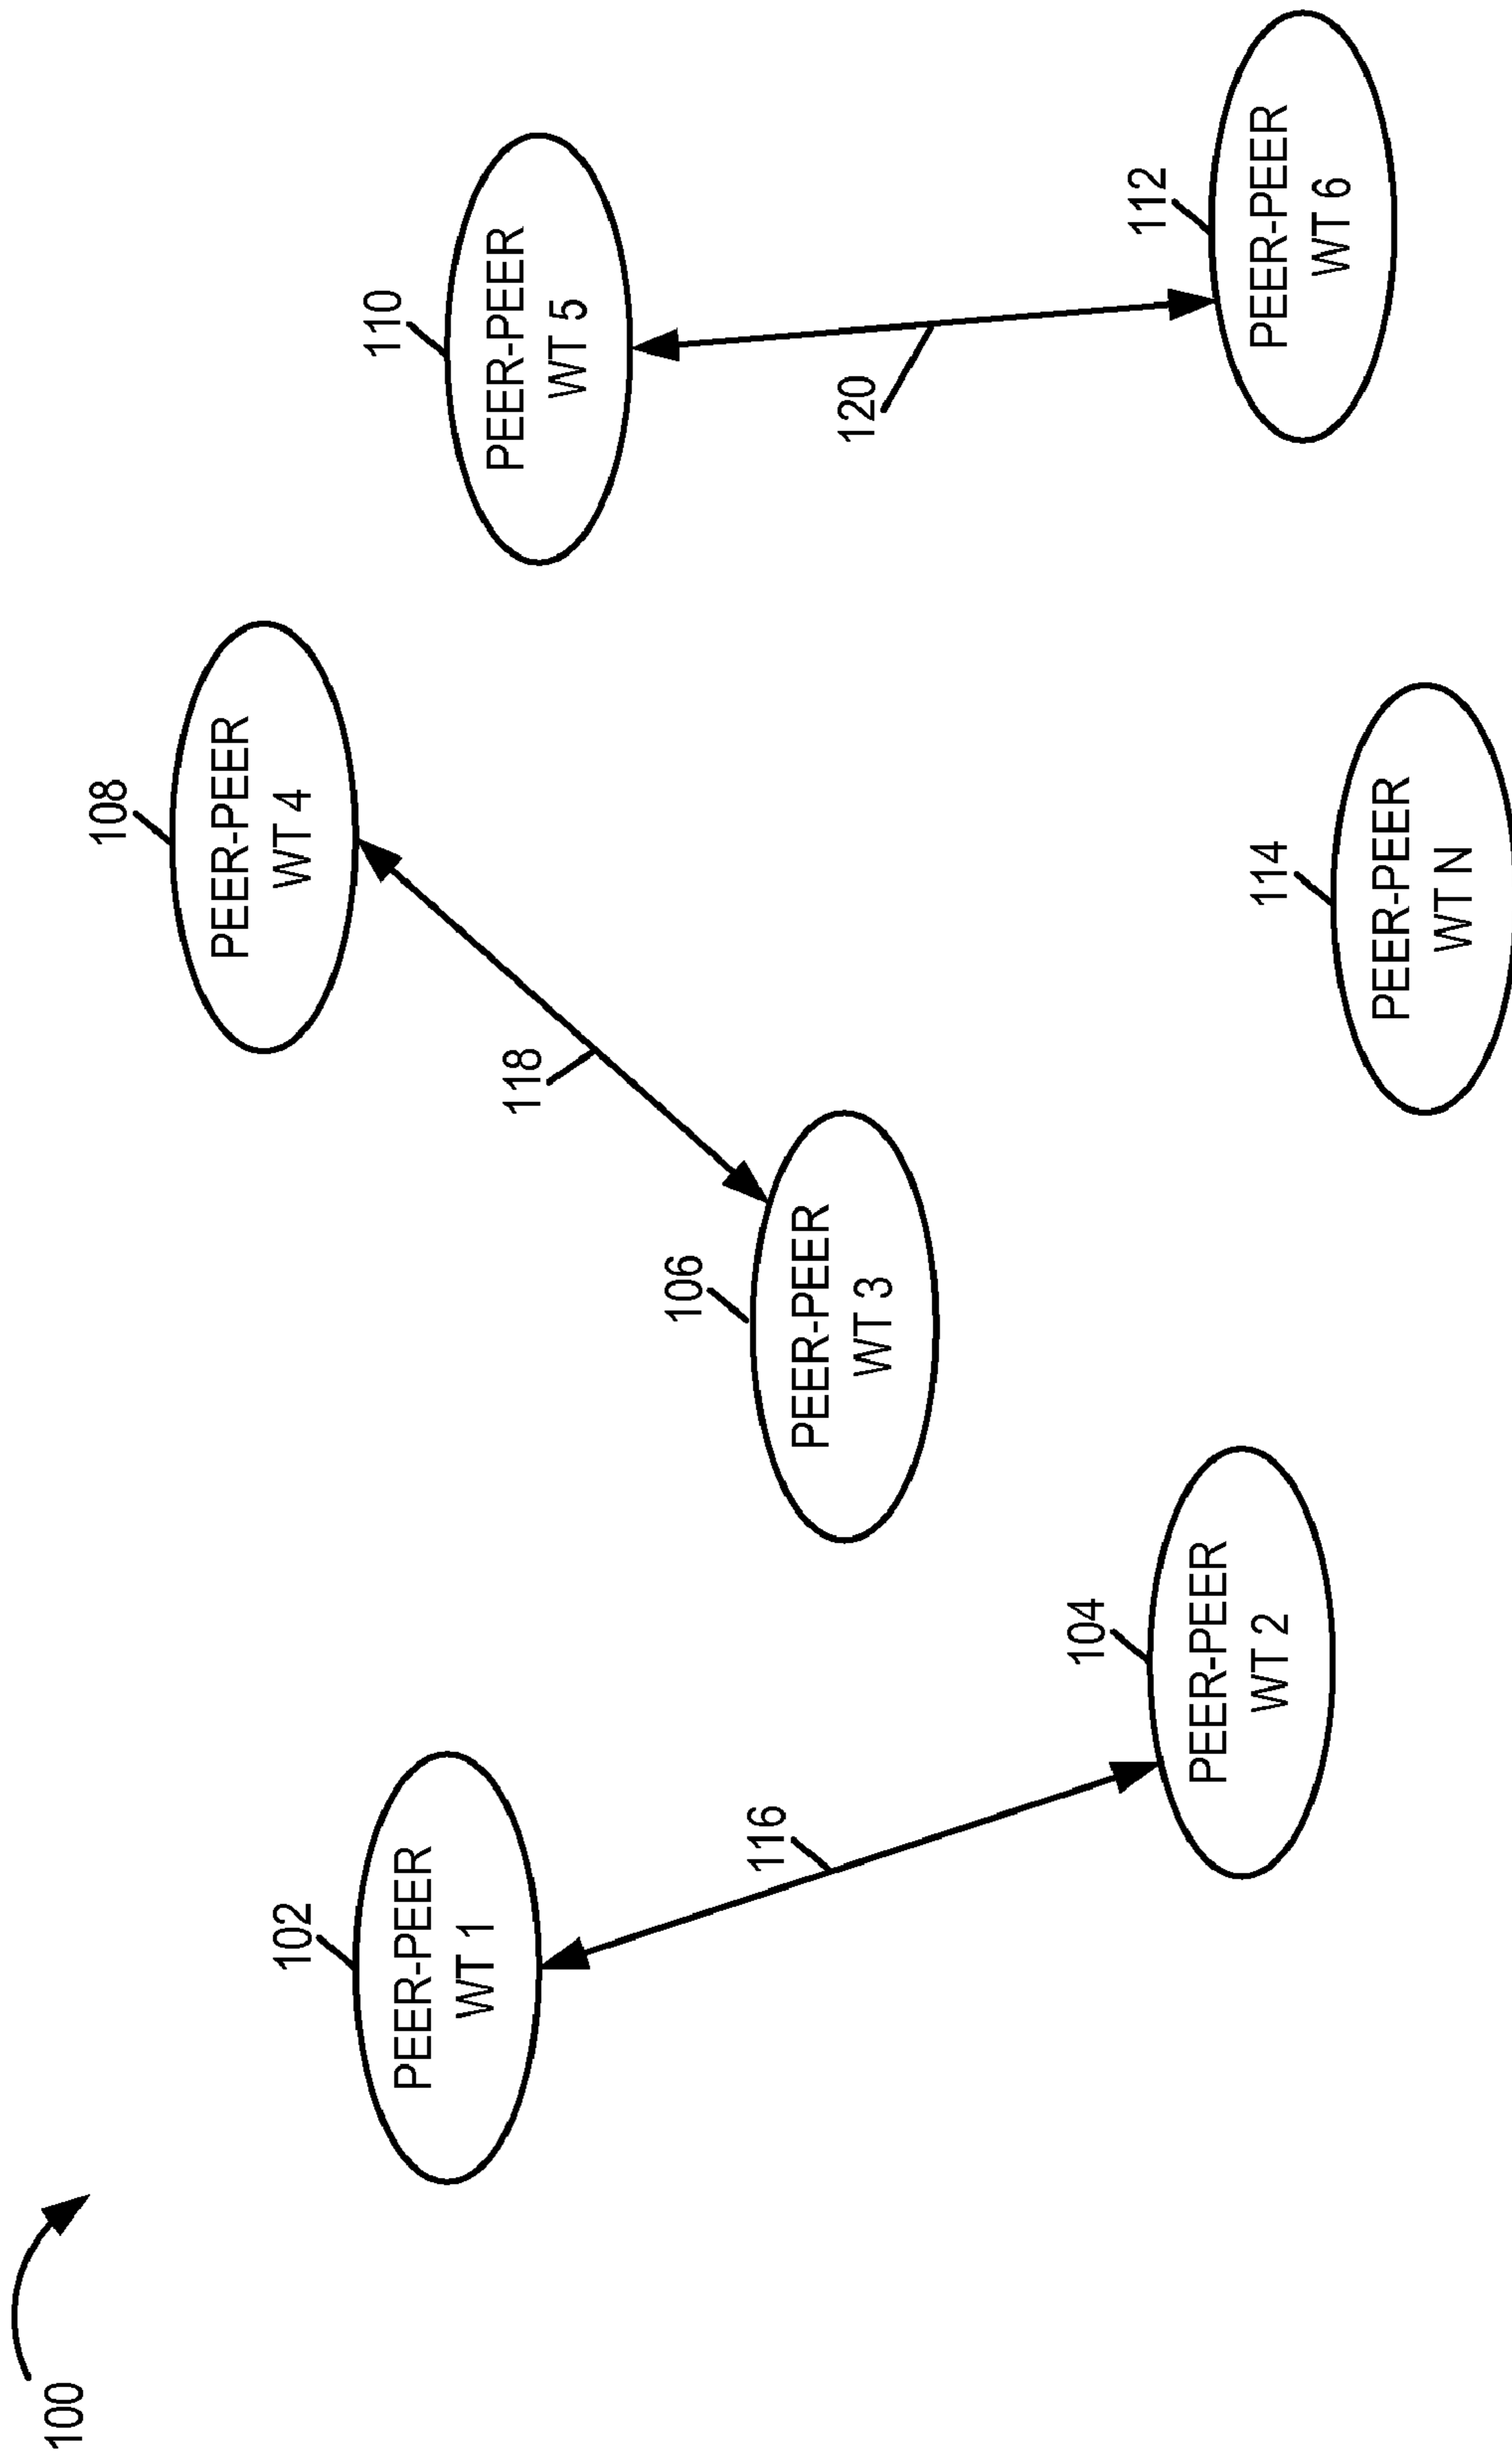 100
108
PEER-PEER
WT 4
102
PEER-PEER
WT 1
110
PEER-PEER
WT 5
118
106
PEER-PEER
WT 3
116
120
104
PEER-PEER
WT 2
112
PEER-PEER
WT 6
114
PEER-PEER
WT N